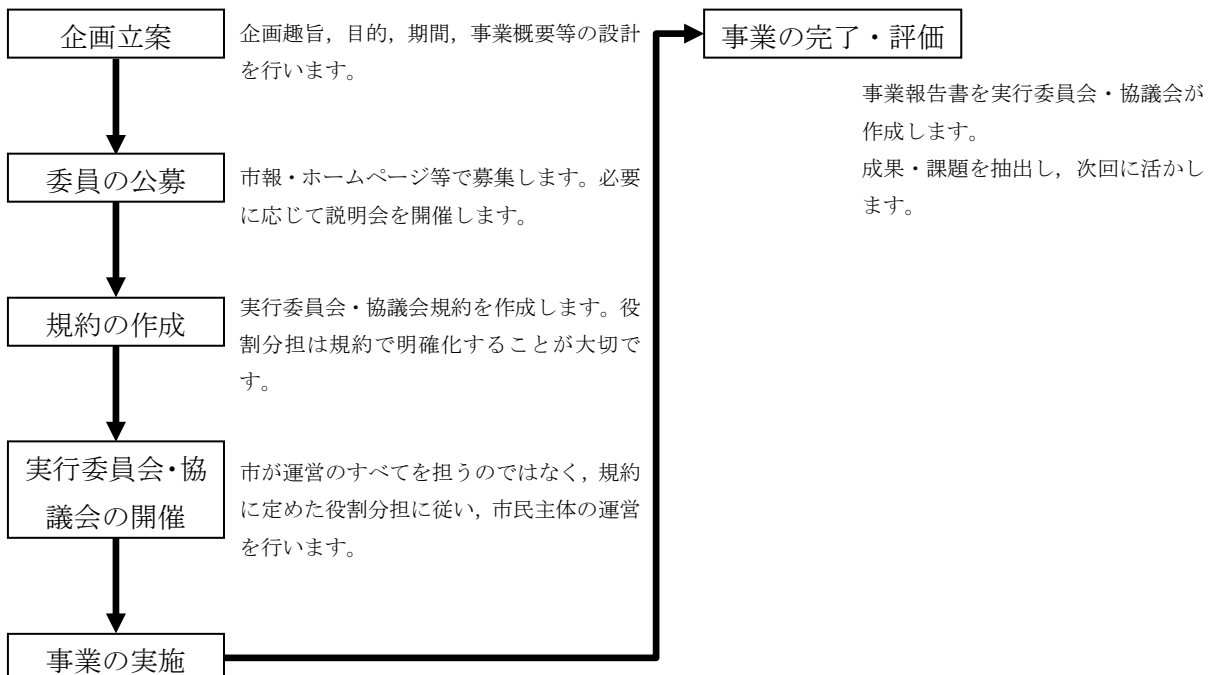 企画立案
企画趣旨，目的，期間，事業概要等の設計
を行います。
委員の公募
市報・ホームページ等で募集します。必要
に応じて説明会を開催します。
規約の作成
実行委員会・協議会規約を作成します。役
割分担は規約で明確化することが大切で
す。
実行委員会・協
議会の開催
市が運営のすべてを担うのではなく，規約
に定めた役割分担に従い，市民主体の運営
を行います。
事業の実施
事業の完了・評価
事業報告書を実行委員会・協議会が
作成します。
成果・課題を抽出し，次回に活かし
ます。